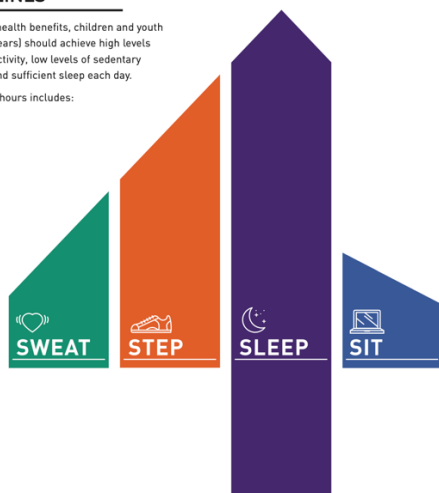 health benefits, children and youth
ears) should achieve high levels
ctivity, low levels of sedentary
nd sufficient sleep each day.
hours includes:
SWEAT
STEP
SLEEP
SIT